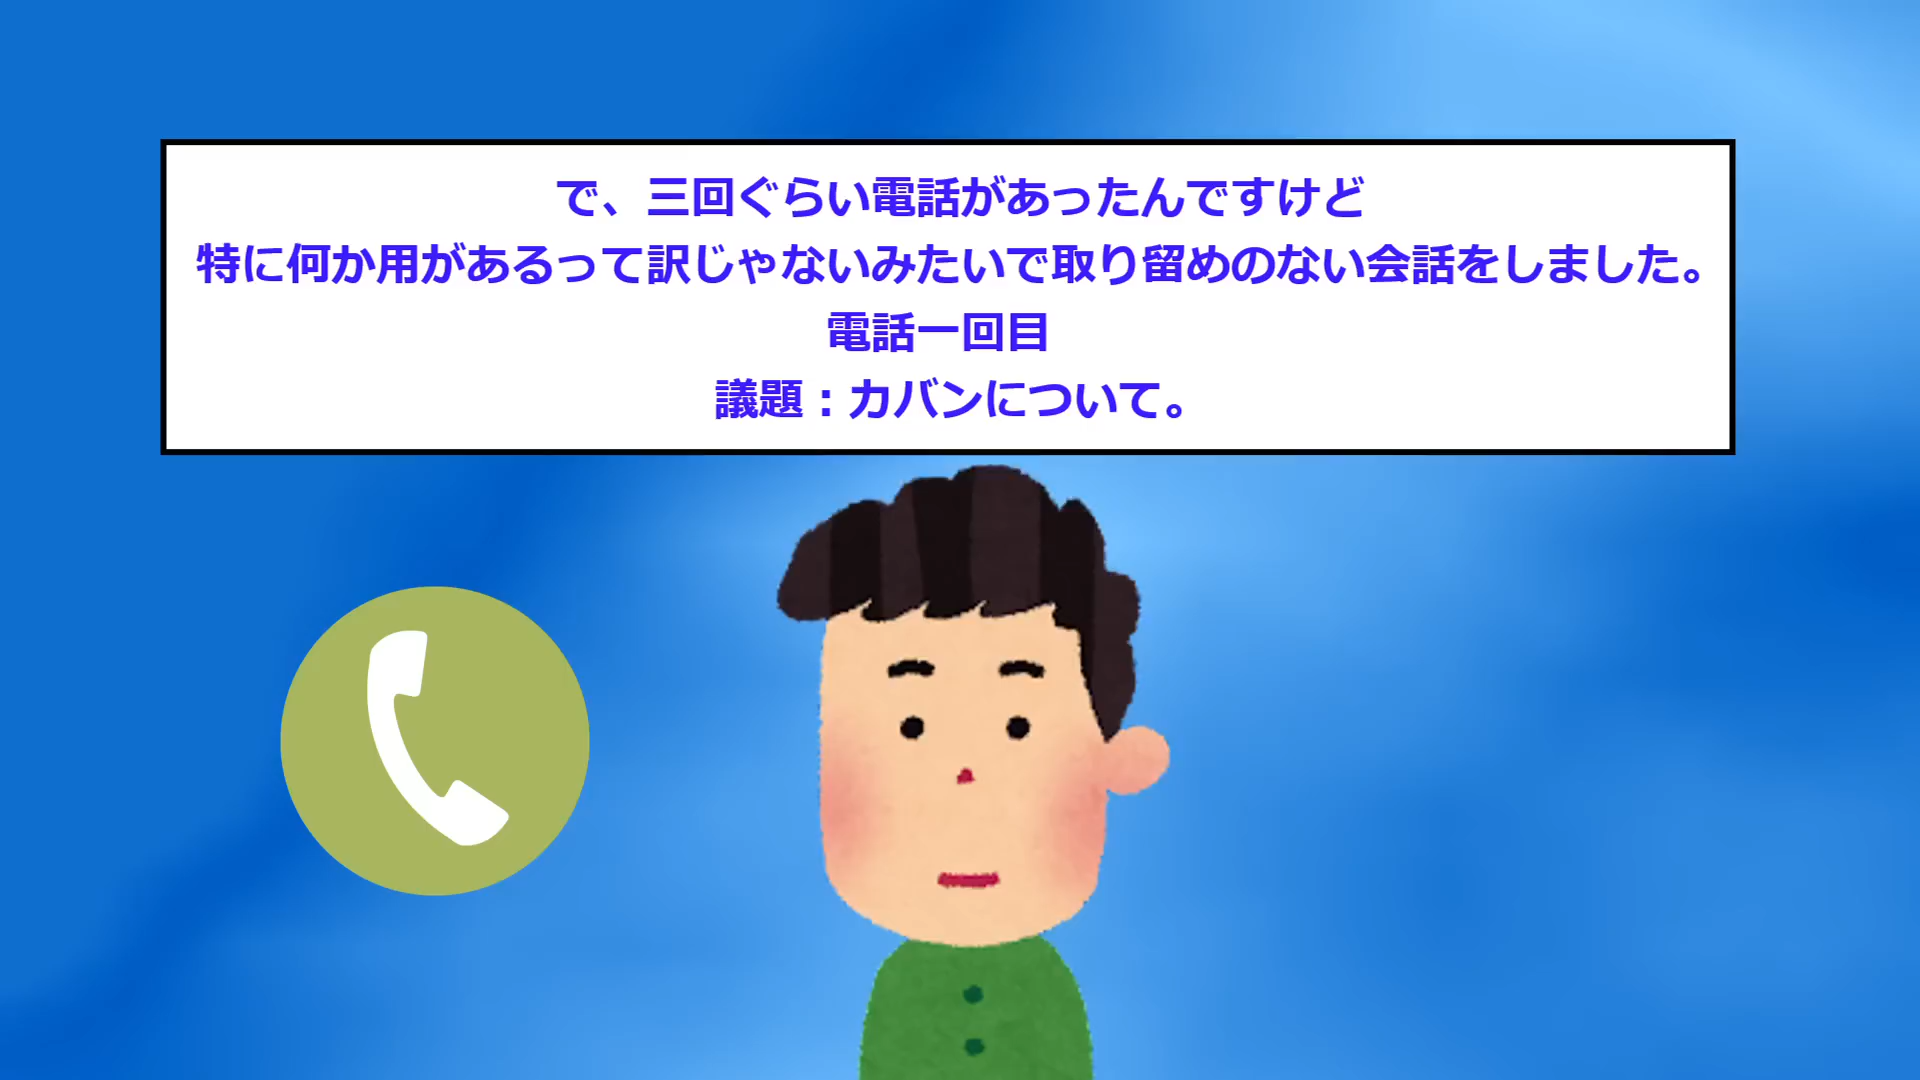 で、三回ぐらい電話があったんですけど
特に何か用があるって訳じゃないみたいで取り留めのない会話をしました。
電話一回目
議題：カバンについて。